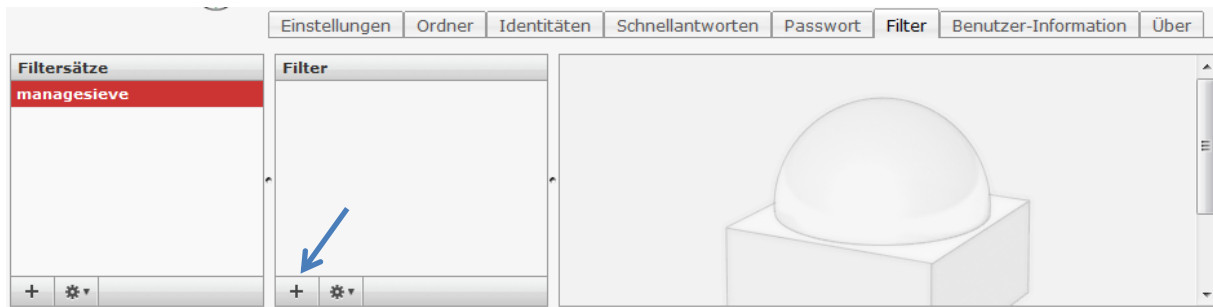 Einstellungen Ordner Identitäten Schnellantworten Passwort Filter Benutzer-Information Über
Filtersätze
managesieve
Filter